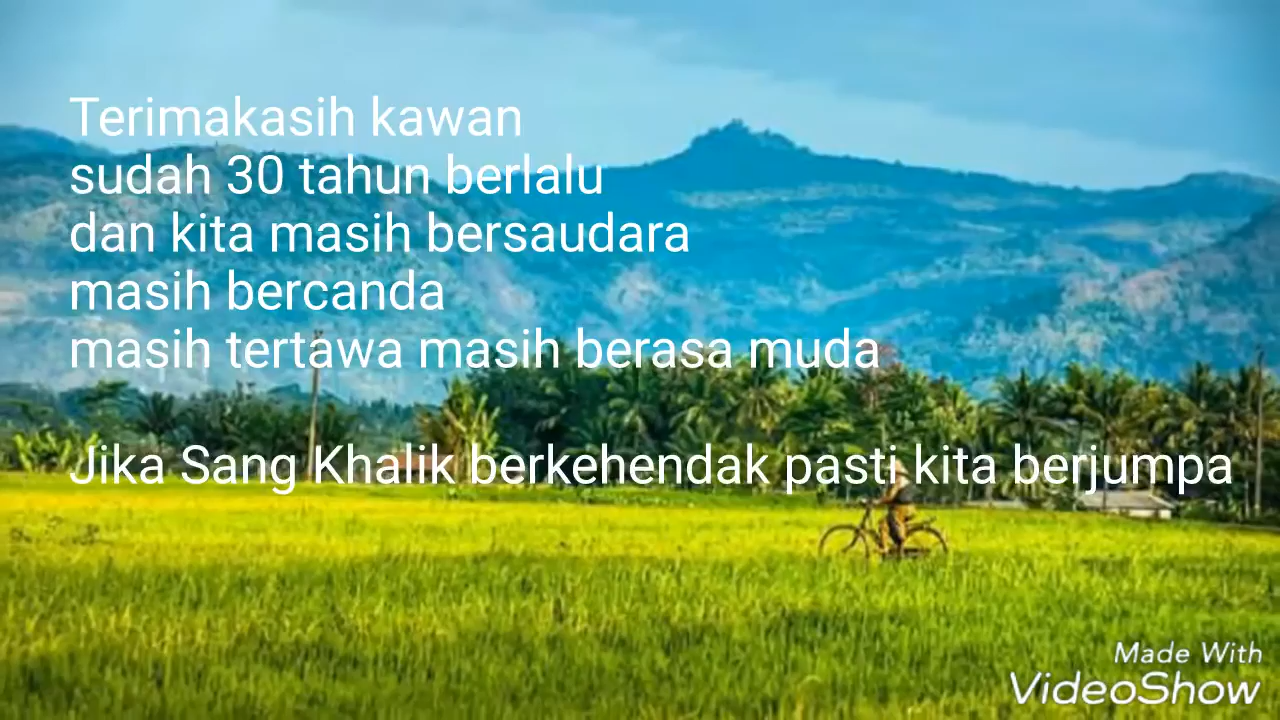 Terimakasih kawan
sudah 30 tahun berlalu
dan kita masih bersaudara
masih bercanda
masih tertawa masih berasa muda
Jika Sang Khalik berkehendak pasti kita berjumpa
Made With
VideoShow